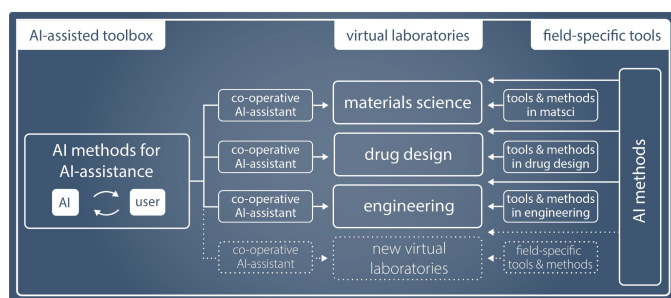 AI-assisted toolbox
virtual laboratories
field-specific tools
co-operative
AI-assistant
materials science
tools & methods
in matsci
AI methods for
AI-assistance
AI
user
co-operative
AI-assistant
drug design
tools & methods
in drug design
co-operative
AI-assistant
engineering
tools & methods
in engineering
co-operative
AI-assistant
new virtual
laboratories
field-specific
tools & methods
AI methods